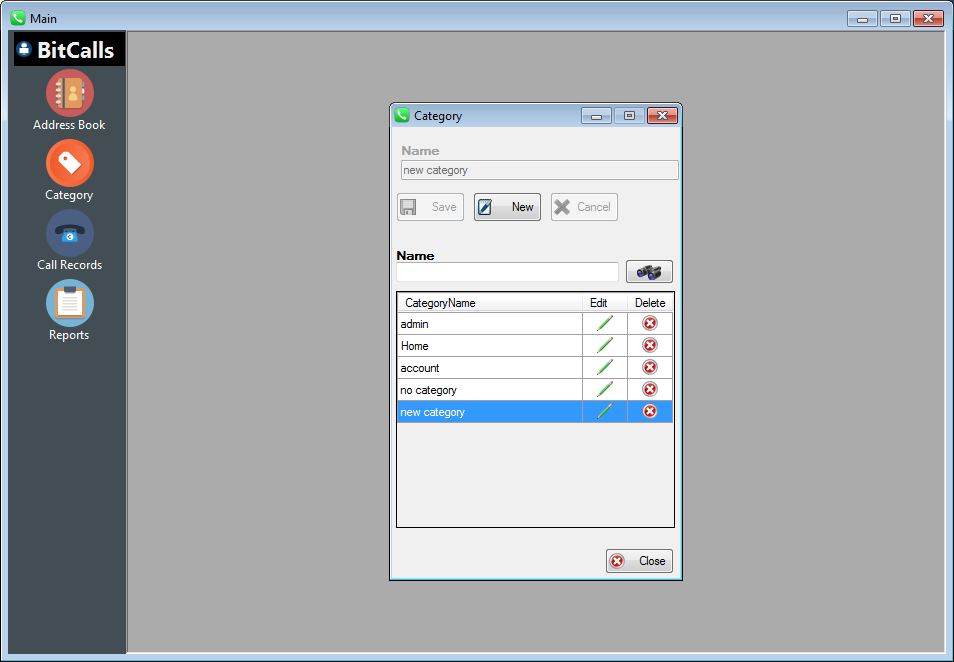 Main
BitCalls
Address Book
Category
Call Records
Reports
Category
Name
new category
Save New Cancel
Name
CategoryName Edit Delete
admin
Home
account
no category
new category
Close